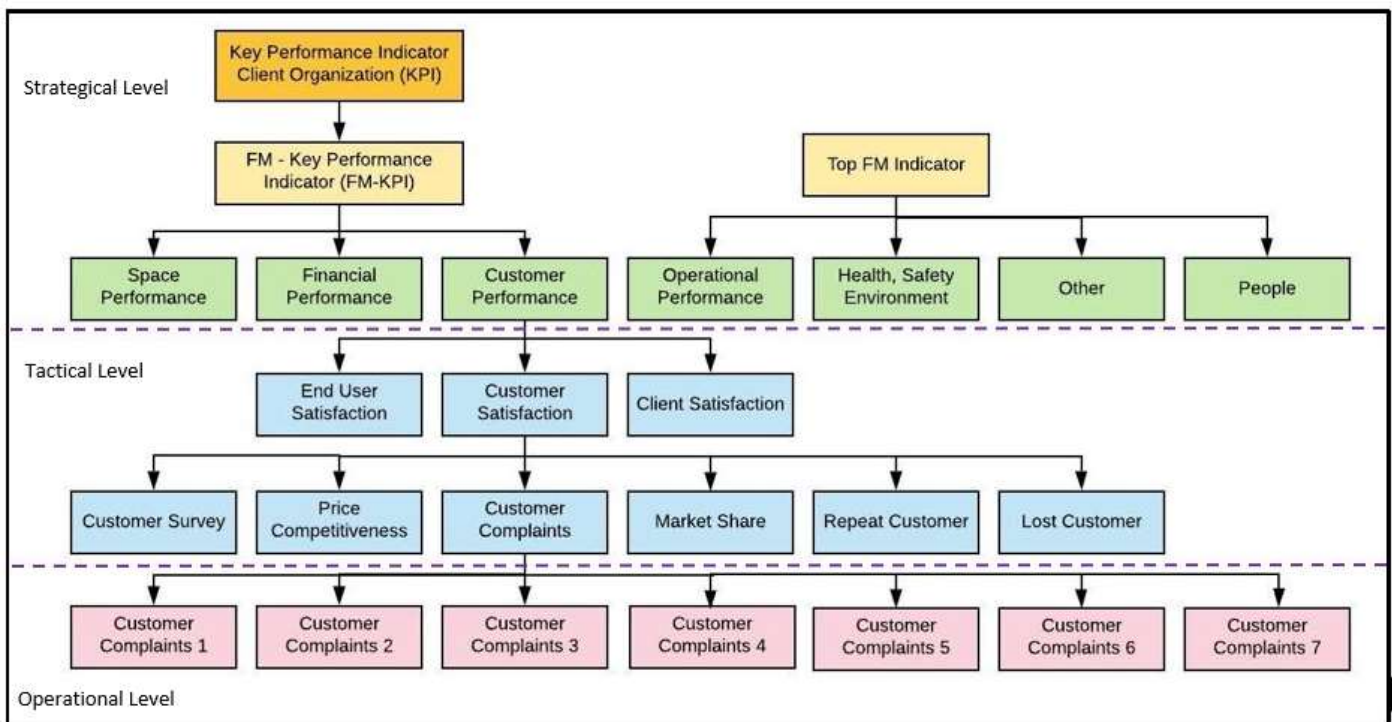 Strategical Level
Key Performance Indicator
Client Organization (KPI)
FM - Key Performance
Indicator (FM-KPI)
Top FM Indicator
Space
Performance
Financial
Performance
Customer
Performance
Operational
Performance
Health, Safety
Environment
Other
People
Tactical Level
End User
Satisfaction
Customer
Satisfaction
Client Satisfaction
Customer Survey
Price
Competitiveness
Customer
Complaints
Market Share
Repeat Customer
Lost Customer
Customer
Complaints 1
Customer
Complaints 2
Customer
Complaints 3
Customer
Complaints 4
Customer
Complaints 5
Customer
Complaints 6
Customer
Complaints 7
Operational Level